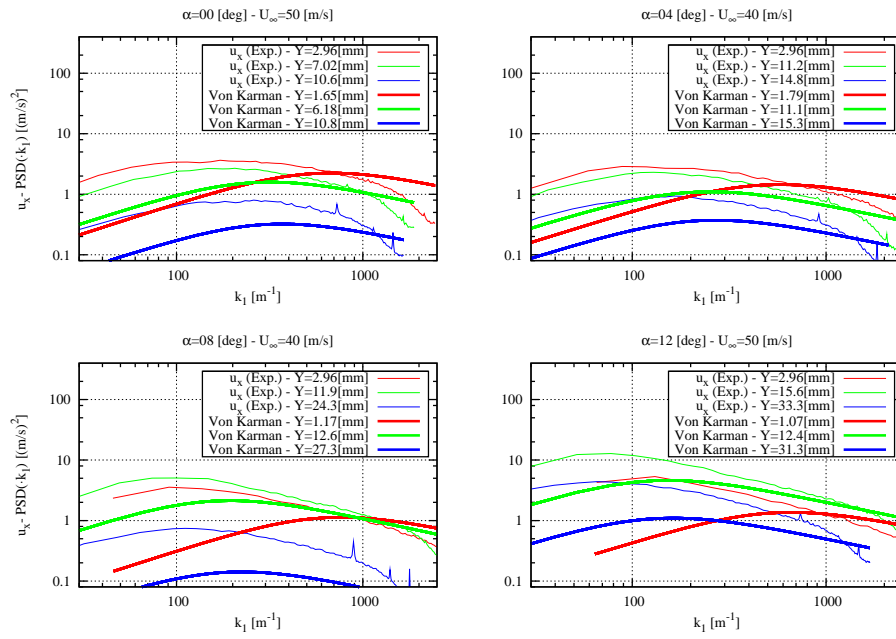 α=00 [deg] - U∞=50 [m/s]
u_x (Exp.) - Y=2.96[mm]
u_x (Exp.) - Y=7.02[mm]
u_x (Exp.) - Y=10.6[mm]
Von Karman - Y=1.65[mm]
Von Karman - Y=6.18[mm]
Von Karman - Y=10.8[mm]
100
10
1
0.1
u_x- PSD(·k_1) [(m/s)^2]
100
1000
k_1 [m^-1]
α=04 [deg] - U∞=40 [m/s]
u_x (Exp.) - Y=2.96[mm]
u_x (Exp.) - Y=11.2[mm]
u_x (Exp.) - Y=14.8[mm]
Von Karman - Y=1.79[mm]
Von Karman - Y=11.1[mm]
Von Karman - Y=15.3[mm]
100
10
1
0.1
100
1000
k_1 [m^-1]
α=08 [deg] - U∞=40 [m/s]
u_x (Exp.) - Y=2.96[mm]
u_x (Exp.) - Y=11.9[mm]
u_x (Exp.) - Y=24.3[mm]
Von Karman - Y=1.17[mm]
Von Karman - Y=12.6[mm]
Von Karman - Y=27.3[mm]
100
10
1
0.1
u_x- PSD(·k_1) [(m/s)^-2]
100
1000
k_1 [m^-1]
α=12 [deg] - U∞=50 [m/s]
u_x (Exp.) - Y=2.96[mm]
u_x (Exp.) - Y=15.6[mm]
u_x (Exp.) - Y=33.3[mm]
Von Karman - Y=1.07[mm]
Von Karman - Y=12.4[mm]
Von Karman - Y=31.3[mm]
100
10
1
0.1
100
1000
k_1 [m^-1]